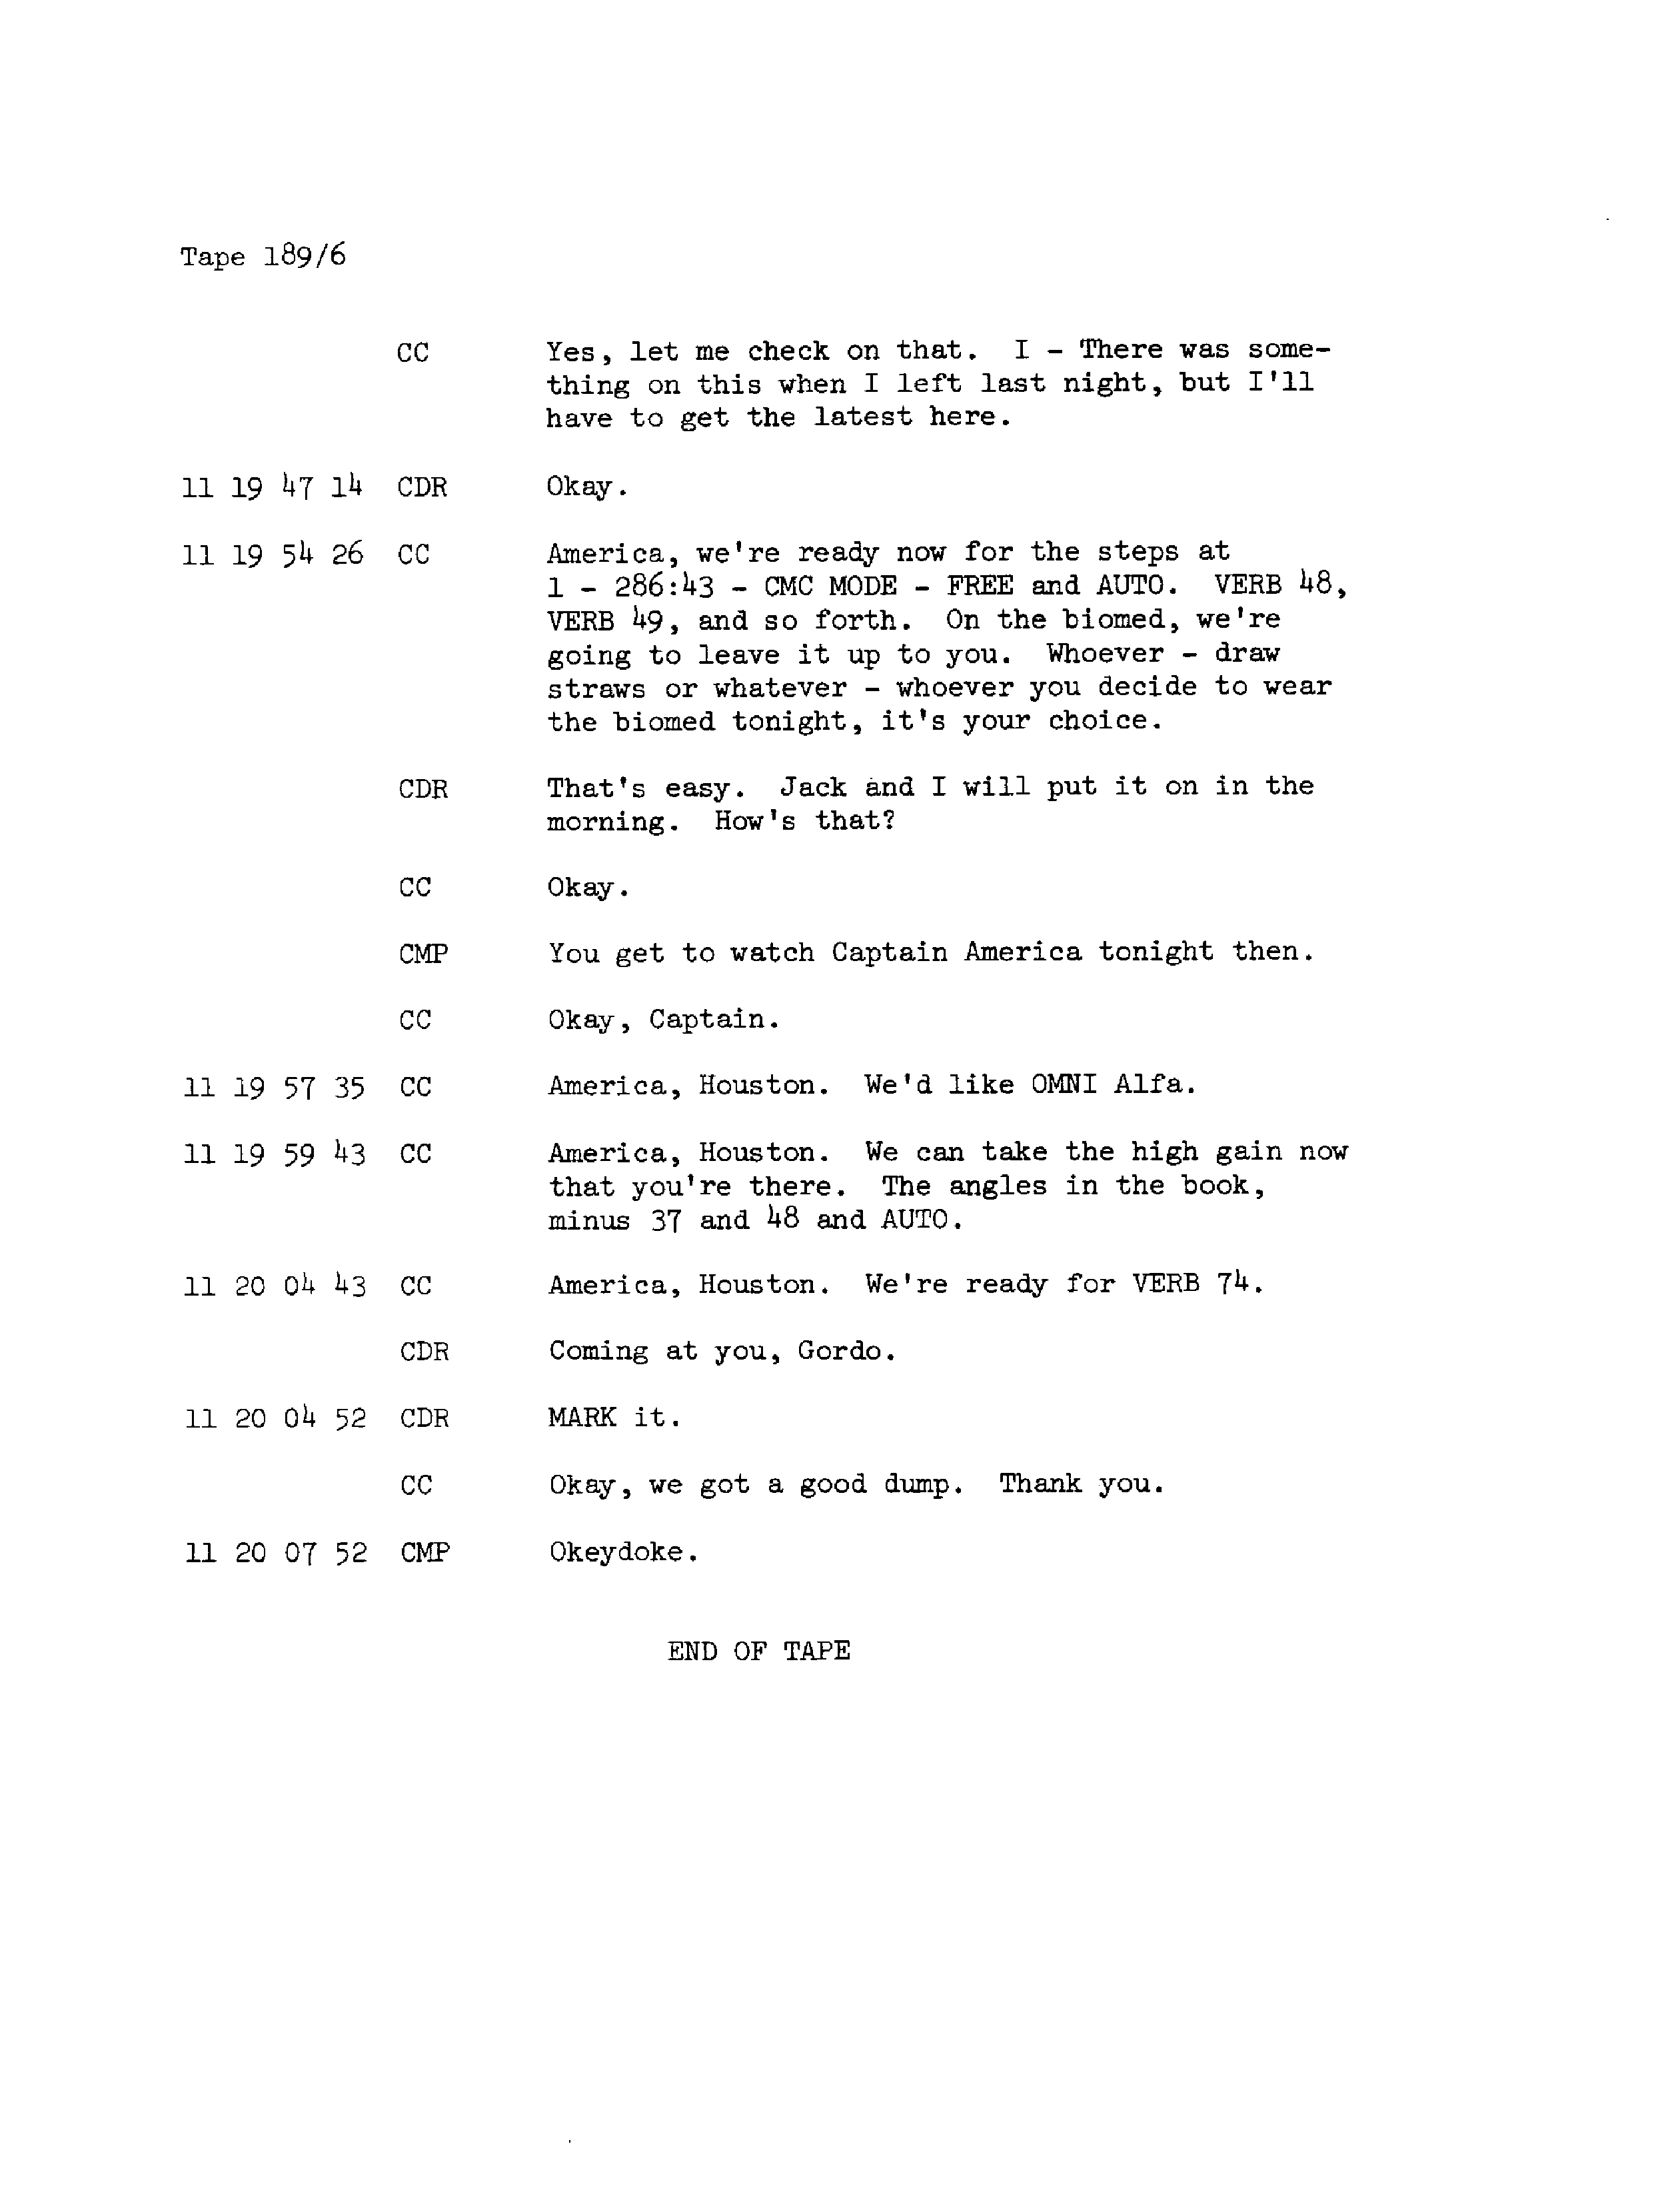 Tape 189/6
CC Yes, let me check on that. I - There was some-
thing on this when I left last night, but I'll
have to get the latest here.
11 19 47 14 CDR Okay.
11 19 54 26 CC America, we're ready now for the steps at
1 - 286:43 - CMC MODE - FREE and AUTO. VERB 48,
VERB 49, and so forth. On the biomed, we're
going to leave it up to you. Whoever - draw
straws or whatever - whoever you decide to wear
the biomed tonight, it's your choice.
CDR That's easy. Jack and I will put it on in the
morning. How's that?
CC Okay.
CMP You get to watch Captain America tonight then.
CC Okay, Captain.
11 19 57 35 CC America, Houston. We'd like OMNI Alfa.
11 19 59 43 CC America, Houston. We can take the high gain now
that you're there. The angles in the book,
minus 37 and 48 and AUTO.
11 20 04 43 CC America, Houston. We're ready for VERB 74.
CDR Coming at you, Gordo.
11 20 04 52 CDR MARK it.
CC Okay, we got a good dump. Thank you.
11 20 07 52 CMP Okeydoke.
END OF TAPE